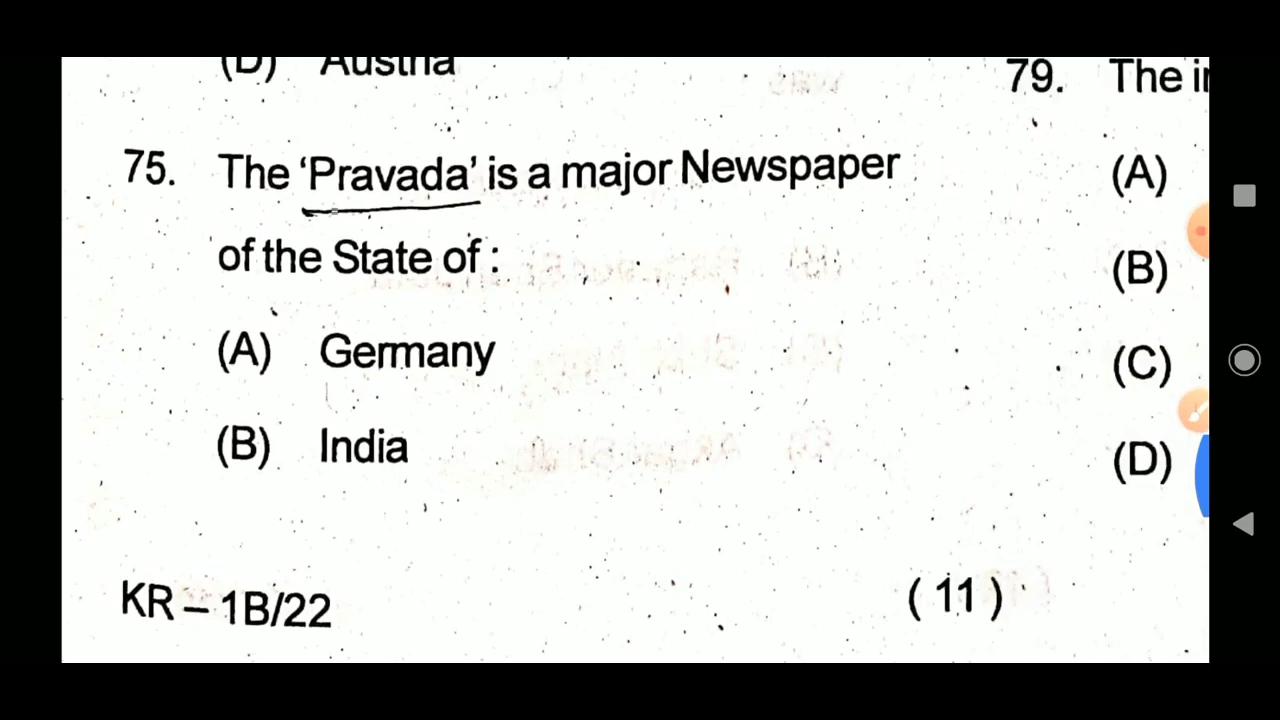 (D) Austria
75. The ‘Pravada’ is a major Newspaper
of the State of :
(A) Germany
(B) India
KR – 1B/22
(11)
79. The
(A)
(B)
(C)
(D)